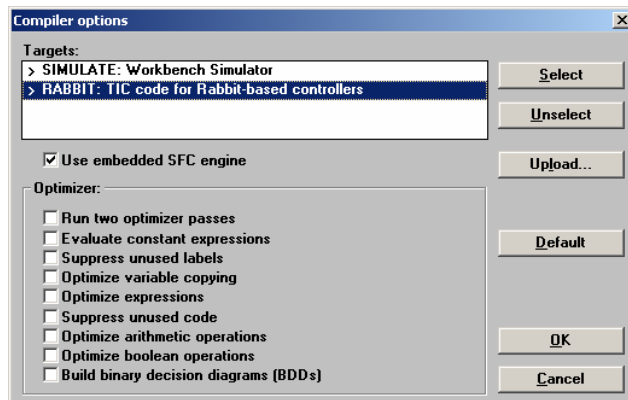 Compiler options
Targets:
> SIMULATE: Workbench Simulator
> RABBIT: TIC code for Rabbit-based controllers
Select
Unselect
Use embedded SFC engine
Upload...
Optimizer:
Run two optimizer passes
Evaluate constant expressions
Default
Suppress unused labels
Optimize variable copying
Optimize expressions
Suppress unused code
Optimize arithmetic operations
OK
Optimize boolean operations
Build binary decision diagrams (BDDs)
Cancel